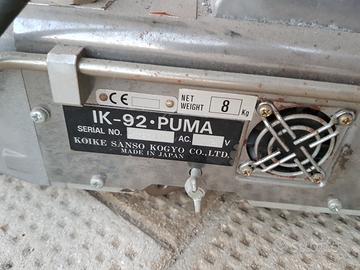 CE
NET WEIGHT 8 Kg
IK-92・PUMA
SERIAL NO. AC. V
KOIKE SANSO KOGYO CO.,LTD.
MADE IN JAPAN